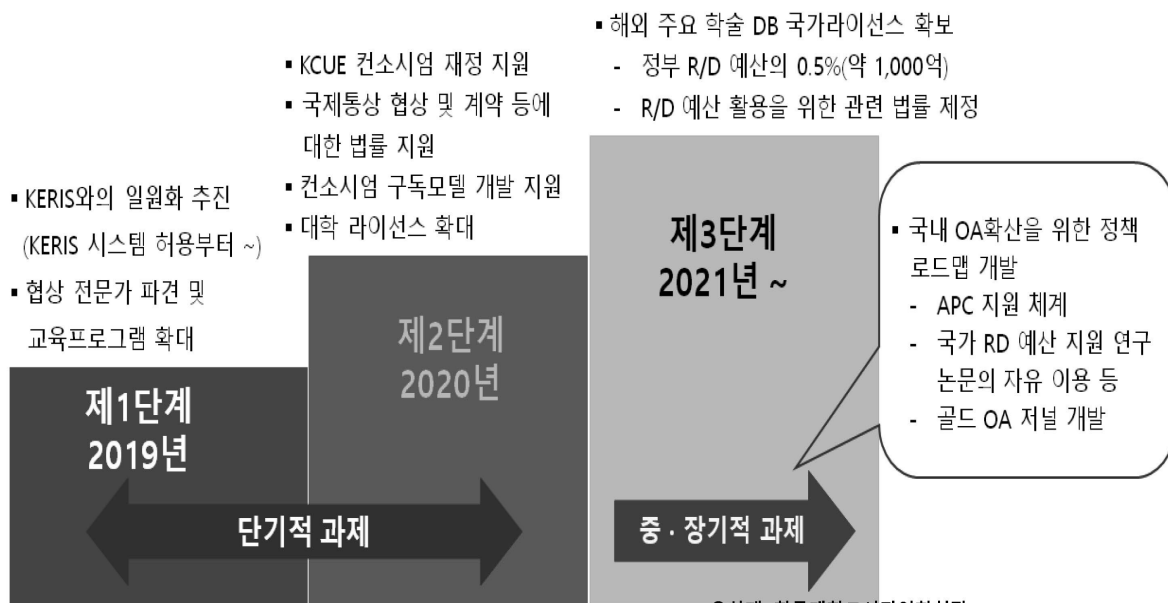 ▪ KERIS와의 일원화 추진
(KERIS 시스템 허용부터 ~)
▪ 협상 전문가 파견 및
교육프로그램 확대
제1단계
2019년
▪ KCUE 컨소시엄 재정 지원
▪ 국제통상 협상 및 계약 등에
대한 법률 지원
▪ 컨소시엄 구독모델 개발 지원
▪ 대학 라이선스 확대
제2단계
2020년
단기적 과제
▪ 해외 주요 학술 DB 국가라이선스 확보
- 정부 R/D 예산의 0.5%(약 1,000억)
- R/D 예산 활용을 위한 관련 법률 제정
제3단계
2021년 ~
중 · 장기적 과제
▪ 국내 OA확산을 위한 정책
로드맵 개발
- APC 지원 체계
- 국가 RD 예산 지원 연구
논문의 자유 이용 등
- 골드 OA 저널 개발